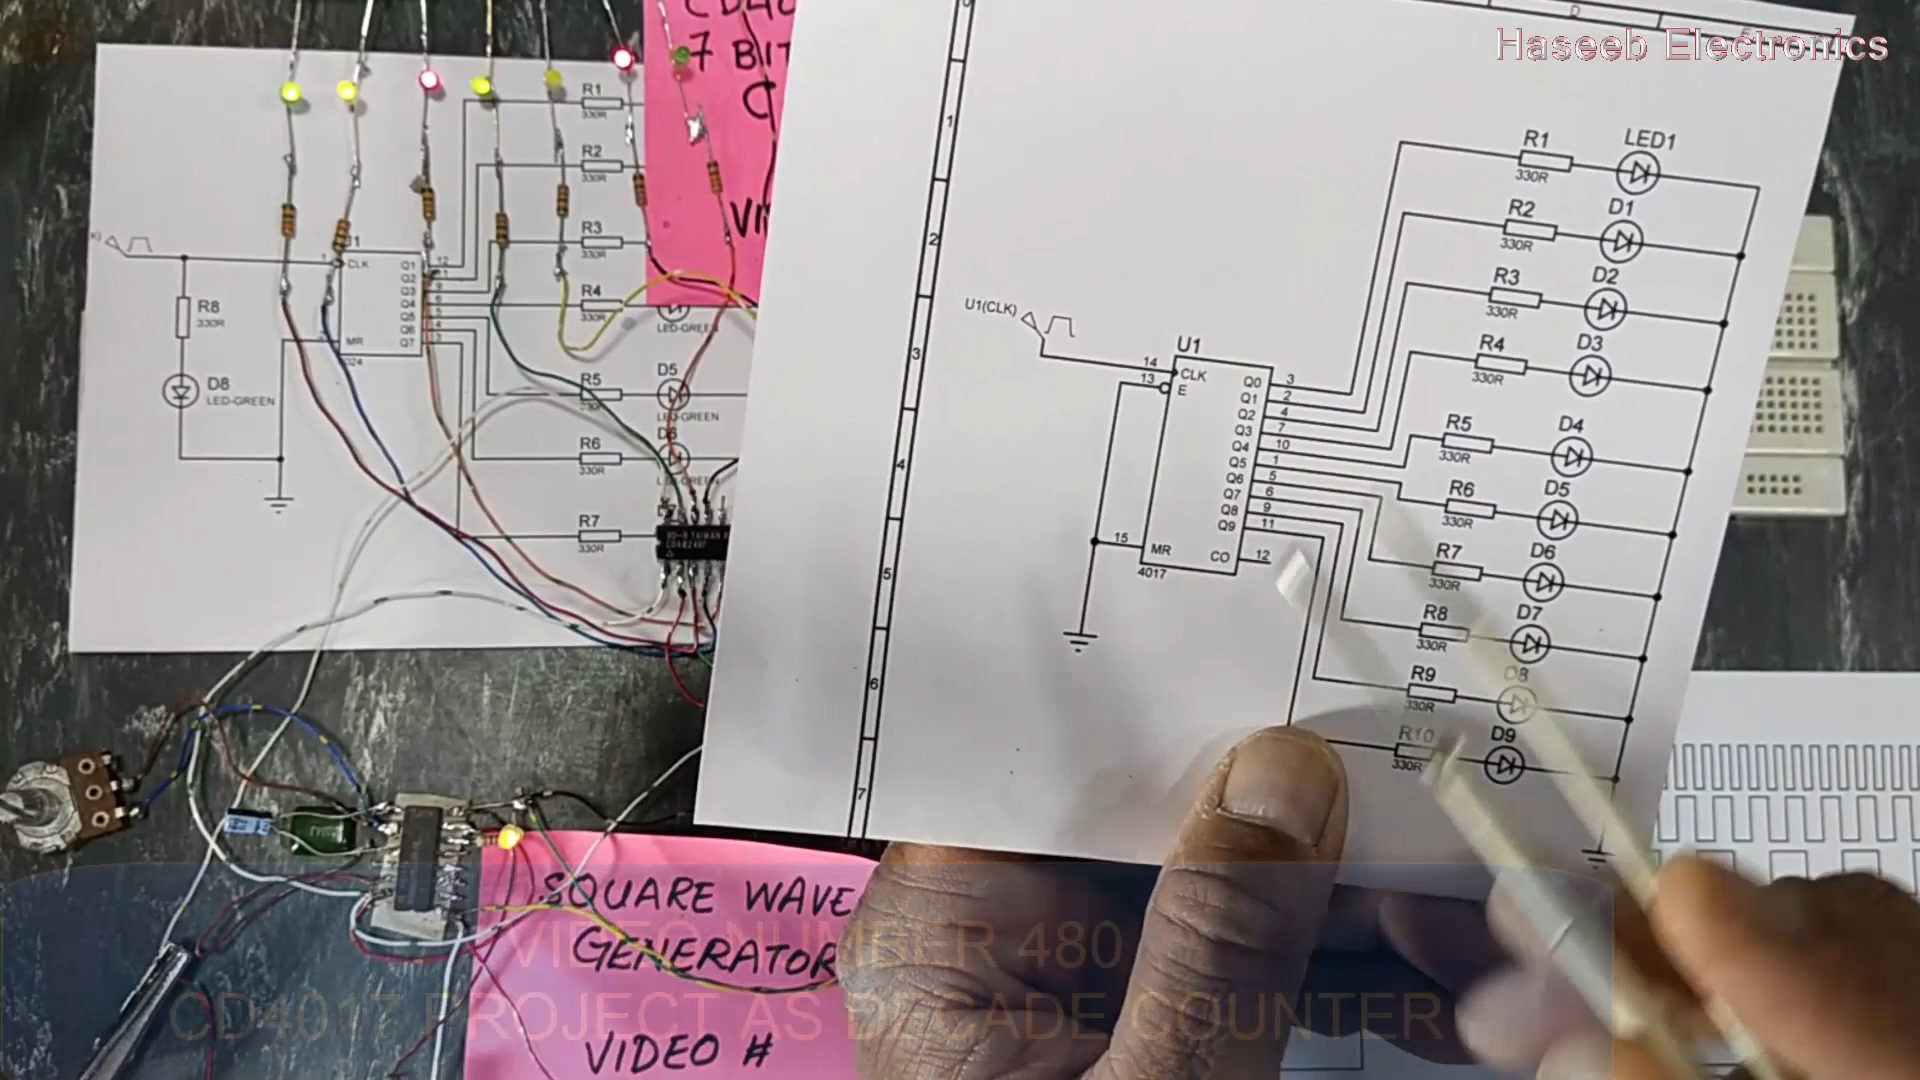 Haseeb Electronics
7 BIT
R1
330R
R2
330R
R3
330R
R4
LED-GREEN
D5
R5
330R
LED-GREEN
R6
330R
R7
330R
CLK
MR
Q1
Q2
Q3
Q4
Q5
Q6
Q7
R8
330R
D8
LED-GREEN
1
2
3
4
5
6
7
D
U1(CLK)
U1
14
CLK
13
E
15
MR
4017
CO
12
Q0
3
Q1
2
Q2
4
Q3
7
Q4
10
Q5
1
Q6
5
Q7
6
Q8
9
Q9
11
R1
330R
LED1
R2
330R
D1
R3
330R
D2
R4
330R
D3
R5
330R
D4
R6
330R
D5
R7
330R
D6
R8
330R
D7
R9
330R
D8
R10
330R
D9
SQUARE WAVE
GENERATOR
VIDEO #
VIDEO NUMBER 480
CD4017 PROJECT AS DECADE COUNTER